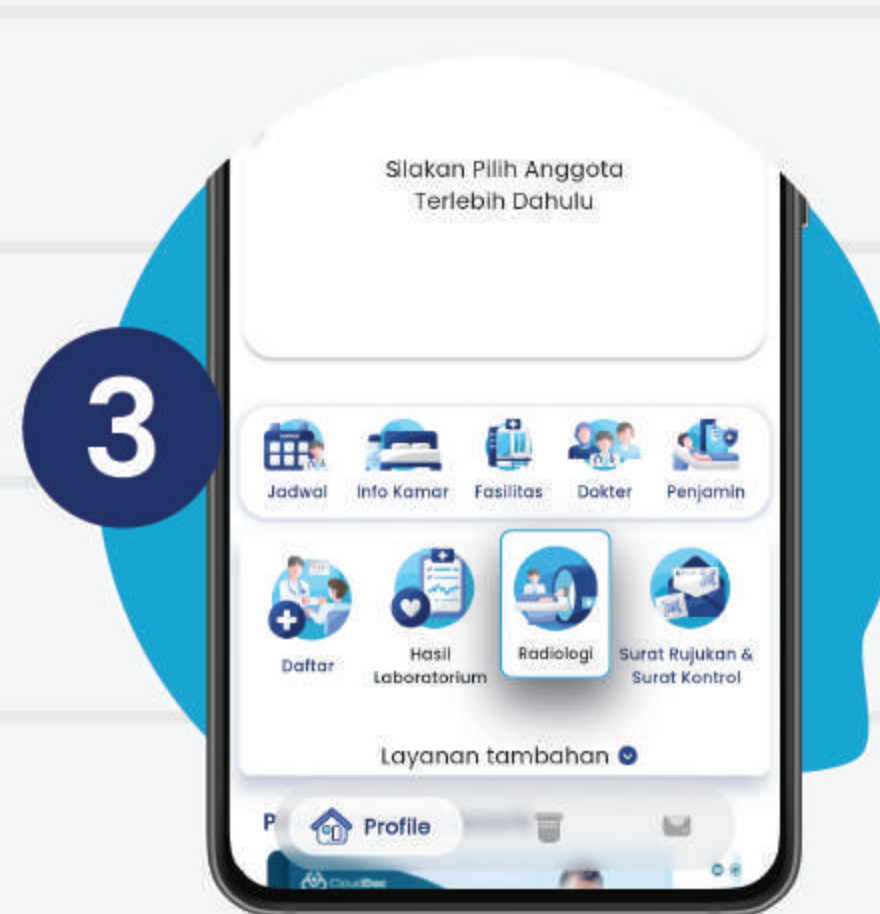 Silakan Pilih Anggota
Terlebih Dahulu
3
Jadwal Info Kamar Fasilitas Dokter Penjamin
Daftar
Hasil
Laboratorium
Radiologi
Surat Rujukan &
Surat Kontrol
Layanan tambahan
P
Profile
CloudDoc